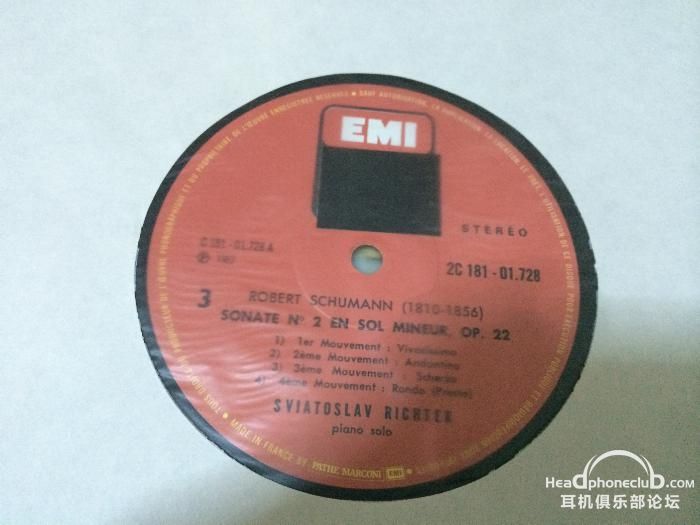 EMI
STEREO
C 181 - 01.728 A
2C 181 - 01.728
3
ROBERT SCHUMANN (1810-1856)
SONATE N° 2 EN SOL MINEUR, OP. 22
1) 1er Mouvement : Vivacissimo
2) 2ème Mouvement : Andantino
3) 3ème Mouvement : Scherzo
4) 4ème Mouvement : Rondo (Presto)
SVIATOSLAV RICHTER
piano solo
MADE IN FRANCE BY PATHE MARCONI EMI
HeadphoneClub.com
耳机俱乐部论坛